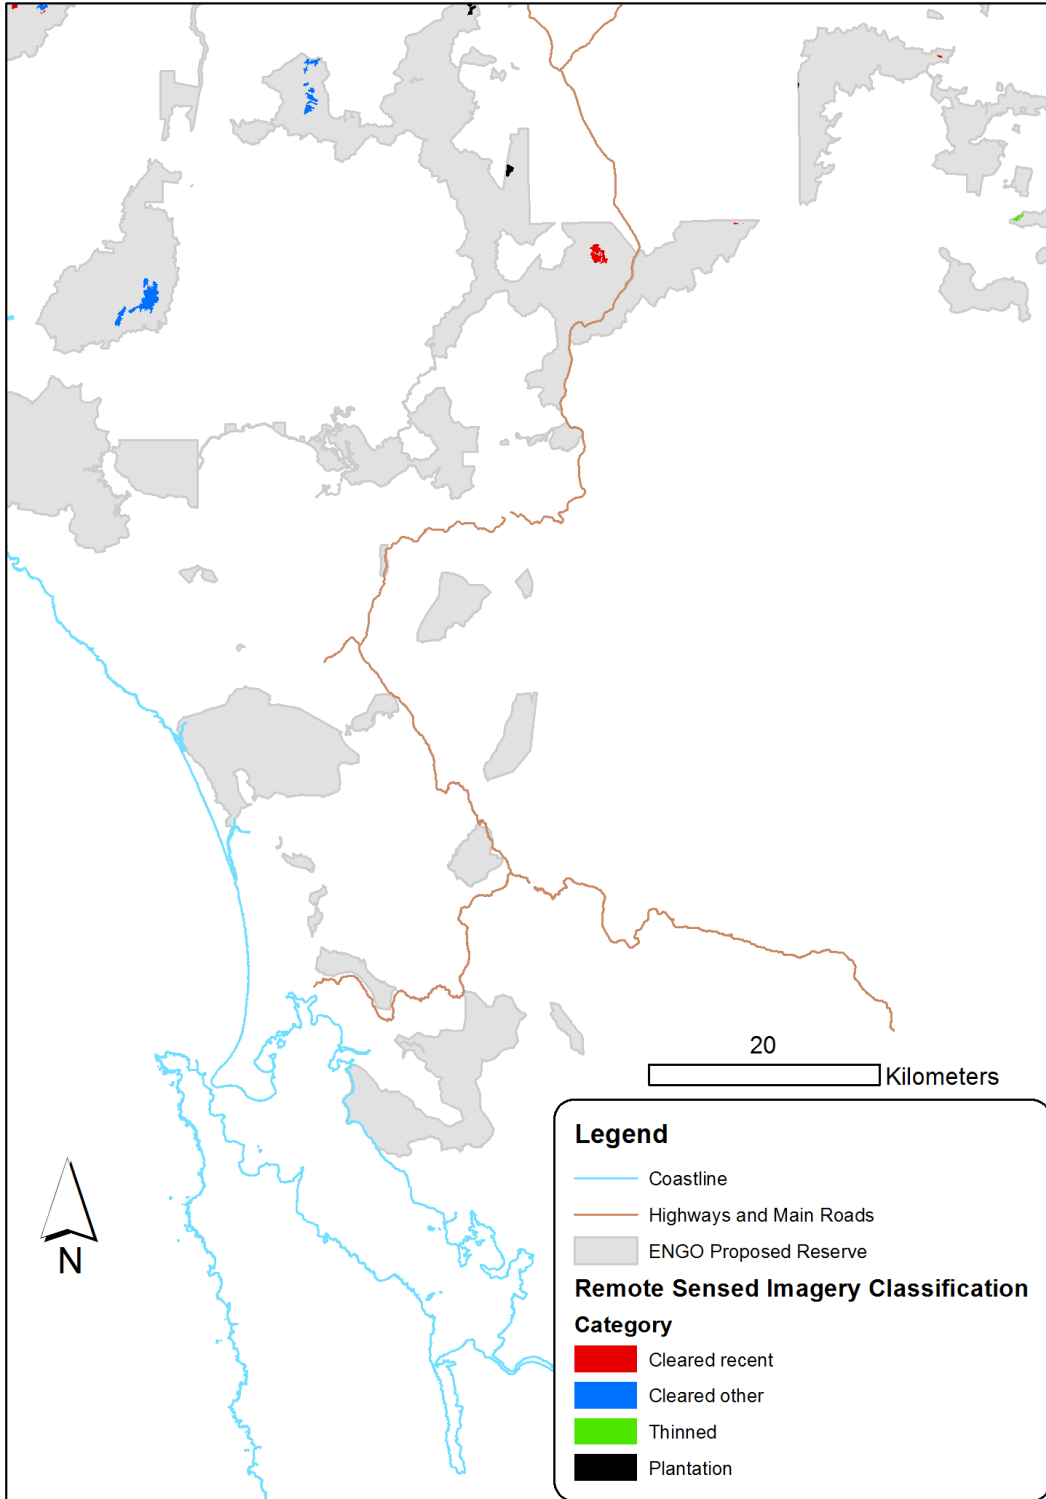 20
Kilometers
N
Legend
Coastline
Highways and Main Roads
ENGO Proposed Reserve
Remote Sensed Imagery Classification
Category
Cleared recent
Cleared other
Thinned
Plantation